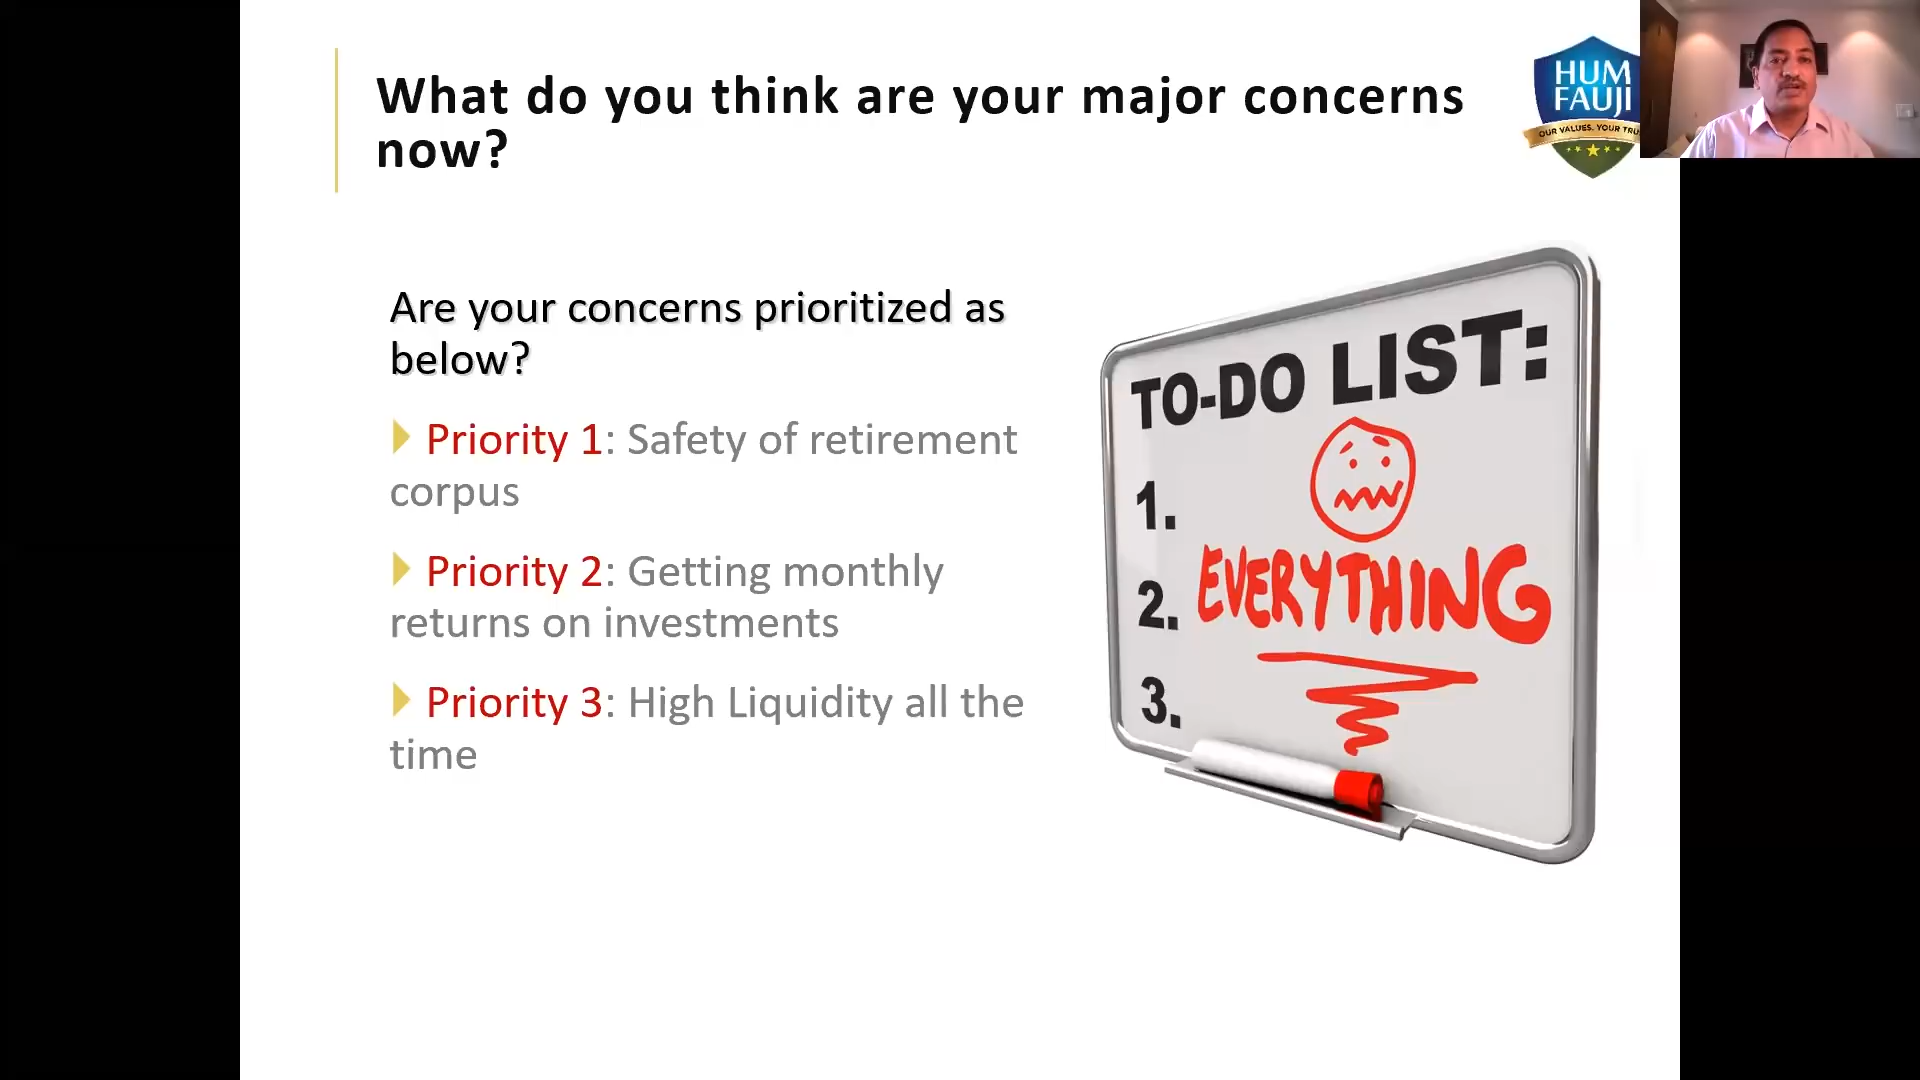 What do you think are your major concerns
now?
HUM
FAUJI
OUR VALUES. YOUR
Are your concerns prioritized as
below?
Priority 1: Safety of retirement
corpus
Priority 2: Getting monthly
returns on investments
Priority 3: High Liquidity all the
time
TO-DO LIST:
1.
2. EVERYTHING
3.